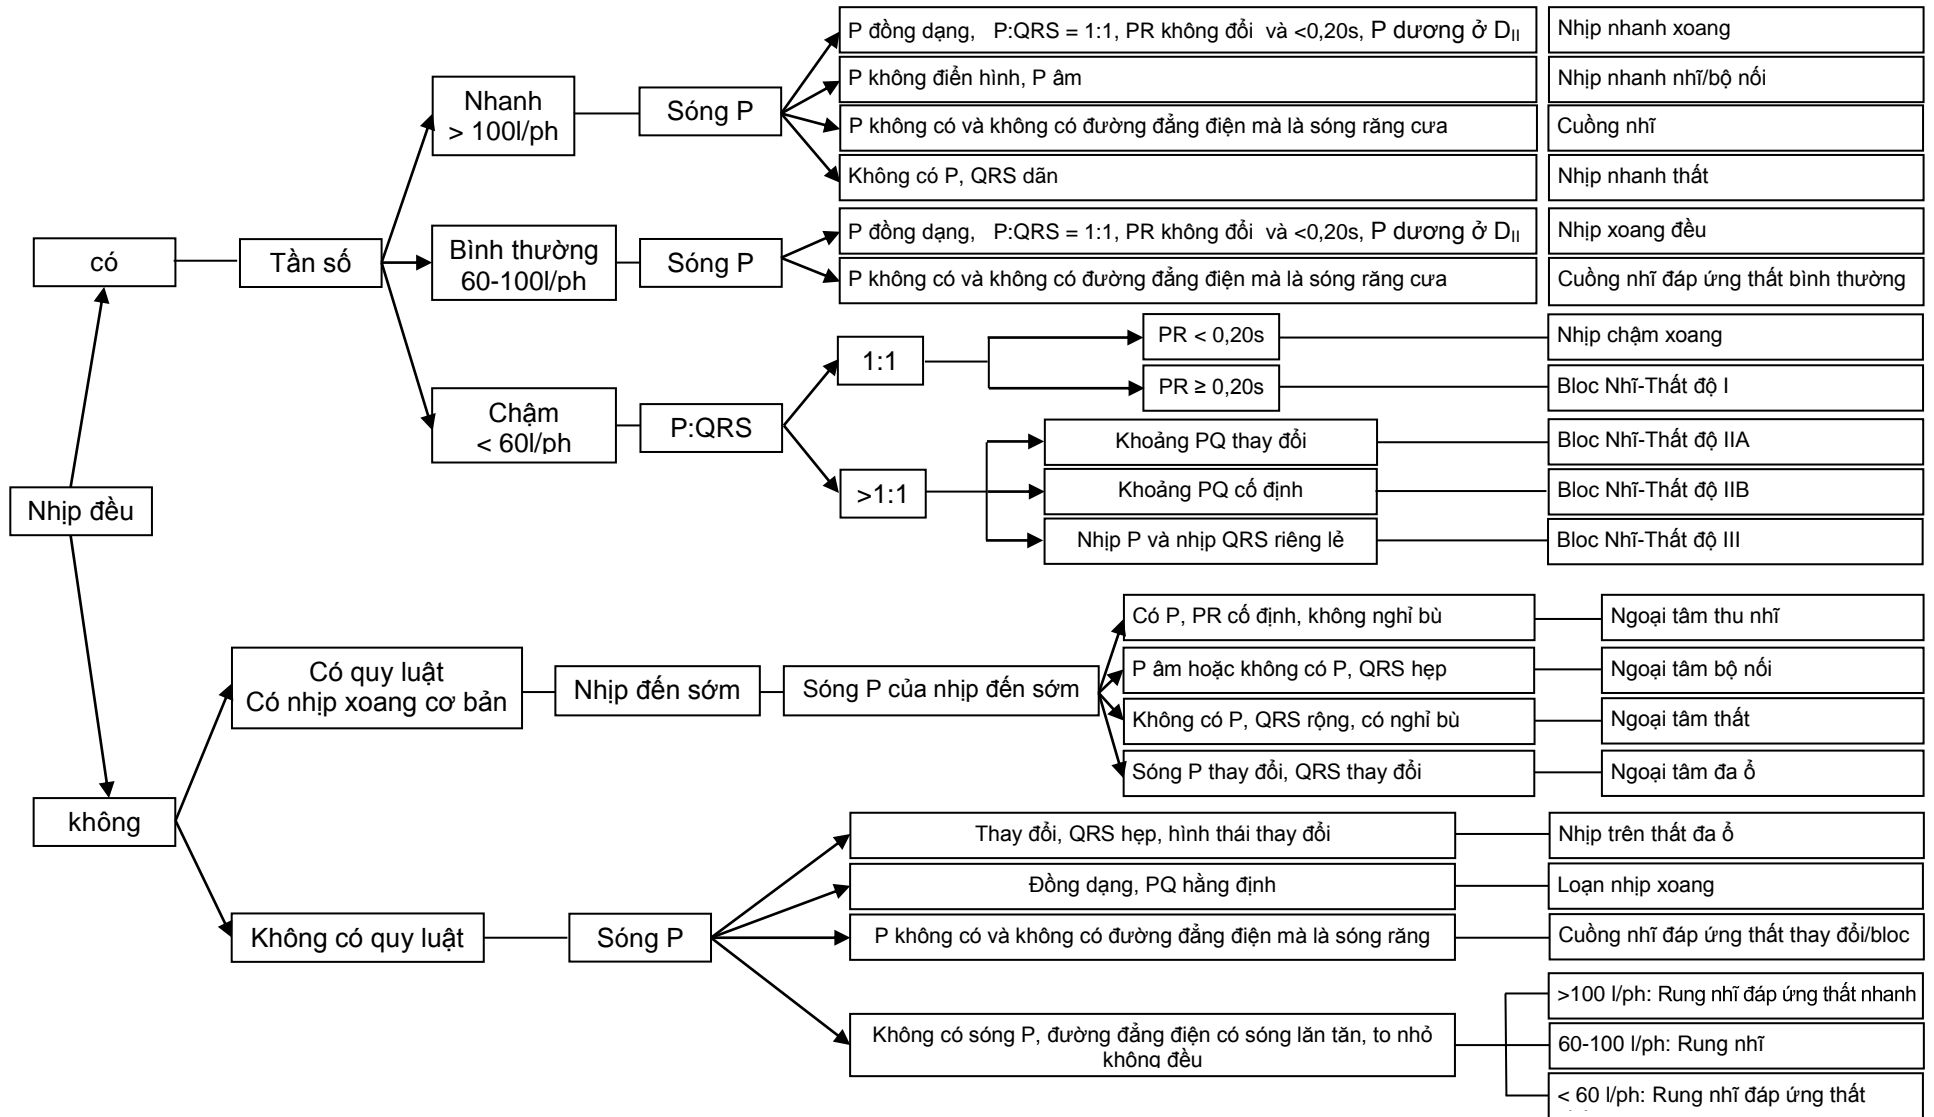 Nhịp đều
có
Tần số
Nhanh
> 100l/ph
Sóng P
P đồng dạng, P:QRS = 1:1, PR không đổi và <0,20s, P dương ở DII
Nhịp nhanh xoang
P không điển hình, P âm
Nhịp nhanh nhĩ/bộ nối
P không có và không có đường đẳng điện mà là sóng răng cưa
Cuồng nhĩ
Không có P, QRS dãn
Nhịp nhanh thất
Bình thường
60-100l/ph
Sóng P
P đồng dạng, P:QRS = 1:1, PR không đổi và <0,20s, P dương ở DII
Nhịp xoang đều
P không có và không có đường đẳng điện mà là sóng răng cưa
Cuồng nhĩ đáp ứng thất bình thường
Chậm
< 60l/ph
P:QRS
1:1
PR < 0,20s
Nhịp chậm xoang
PR ≥ 0,20s
Bloc Nhĩ-Thất độ I
>1:1
Khoảng PQ thay đổi
Bloc Nhĩ-Thất độ IIA
Khoảng PQ cố định
Bloc Nhĩ-Thất độ IIB
Nhịp P và nhịp QRS riêng lẻ
Bloc Nhĩ-Thất độ III
không
Có quy luật
Có nhịp xoang cơ bản
Nhịp đến sớm
Sóng P của nhịp đến sớm
Có P, PR cố định, không nghỉ bù
Ngoại tâm thu nhĩ
P âm hoặc không có P, QRS hẹp
Ngoại tâm bộ nối
Không có P, QRS rộng, có nghỉ bù
Ngoại tâm thất
Sóng P thay đổi, QRS thay đổi
Ngoại tâm đa ổ
Không có quy luật
Sóng P
Thay đổi, QRS hẹp, hình thái thay đổi
Nhịp trên thất đa ổ
Đồng dạng, PQ hằng định
Loạn nhịp xoang
P không có và không có đường đẳng điện mà là sóng răng
Cuồng nhĩ đáp ứng thất thay đổi/bloc
Không có sóng P, đường đẳng điện có sóng lăn tăn, to nhỏ
không đều
>100 l/ph: Rung nhĩ đáp ứng thất nhanh
60-100 l/ph: Rung nhĩ
< 60 l/ph: Rung nhĩ đáp ứng thất